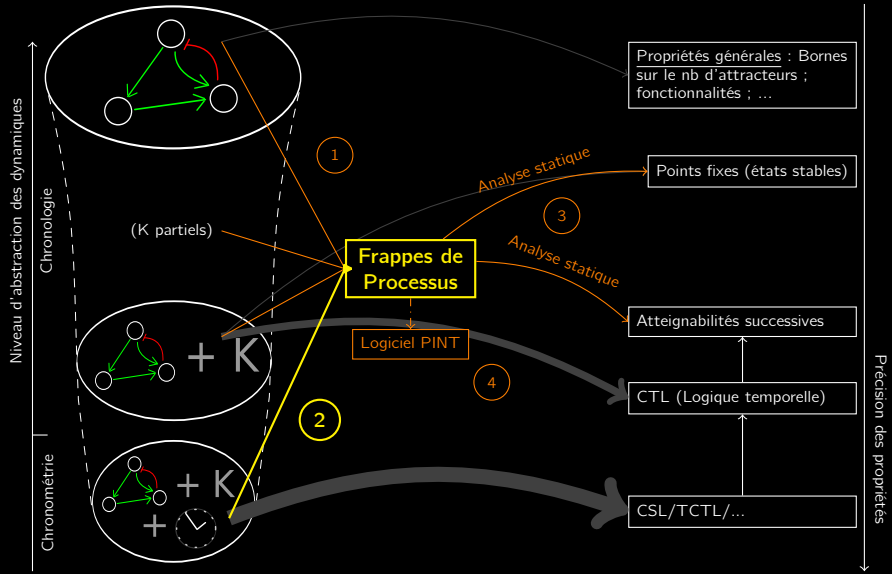 Niveau d'abstraction des dynamiques
Chronologie
Chronométrie
(K partiels)
+ K
+ K
+
1
2
3
4
Frappes de
Processus
Logiciel PINT
Analyse statique
Analyse statique
Propriétés générales : Bornes
sur le nb d'attracteurs ;
fonctionnalités ; ...
Points fixes (états stables)
Atteignabilités successives
CTL (Logique temporelle)
CSL/TCTL/...
Précision des propriétés